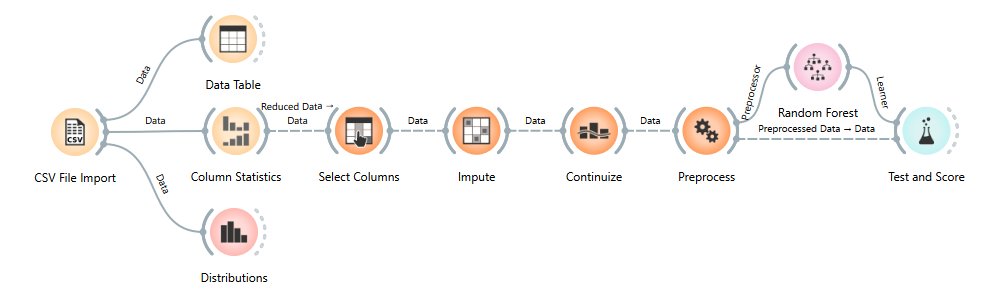 Data
Data Table
CSV
CSV File Import
Data
Column Statistics
Reduced Data →
Data
Select Columns
Data
Impute
Data
Continuize
Data
Preprocess
Preprocessor
Random Forest
Learner
Preprocessed Data → Data
Test and Score
Data
Distributions